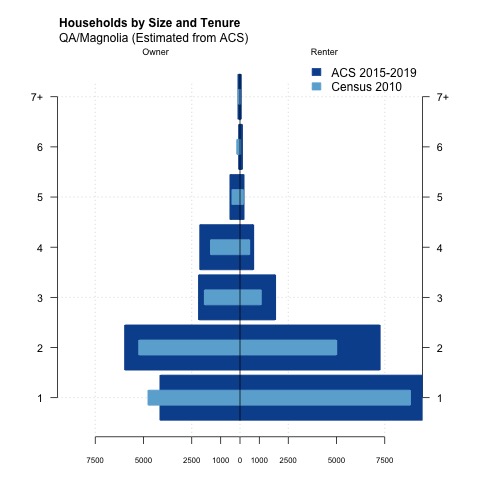 Households by Size and Tenure
QA/Magnolia (Estimated from ACS)
Owner
Renter
ACS 2015-2019
Census 2010
7+
7+
6
6
5
5
4
4
3
3
2
2
1
1
7500 5000 2500 1000 0 1000 2500 5000 7500